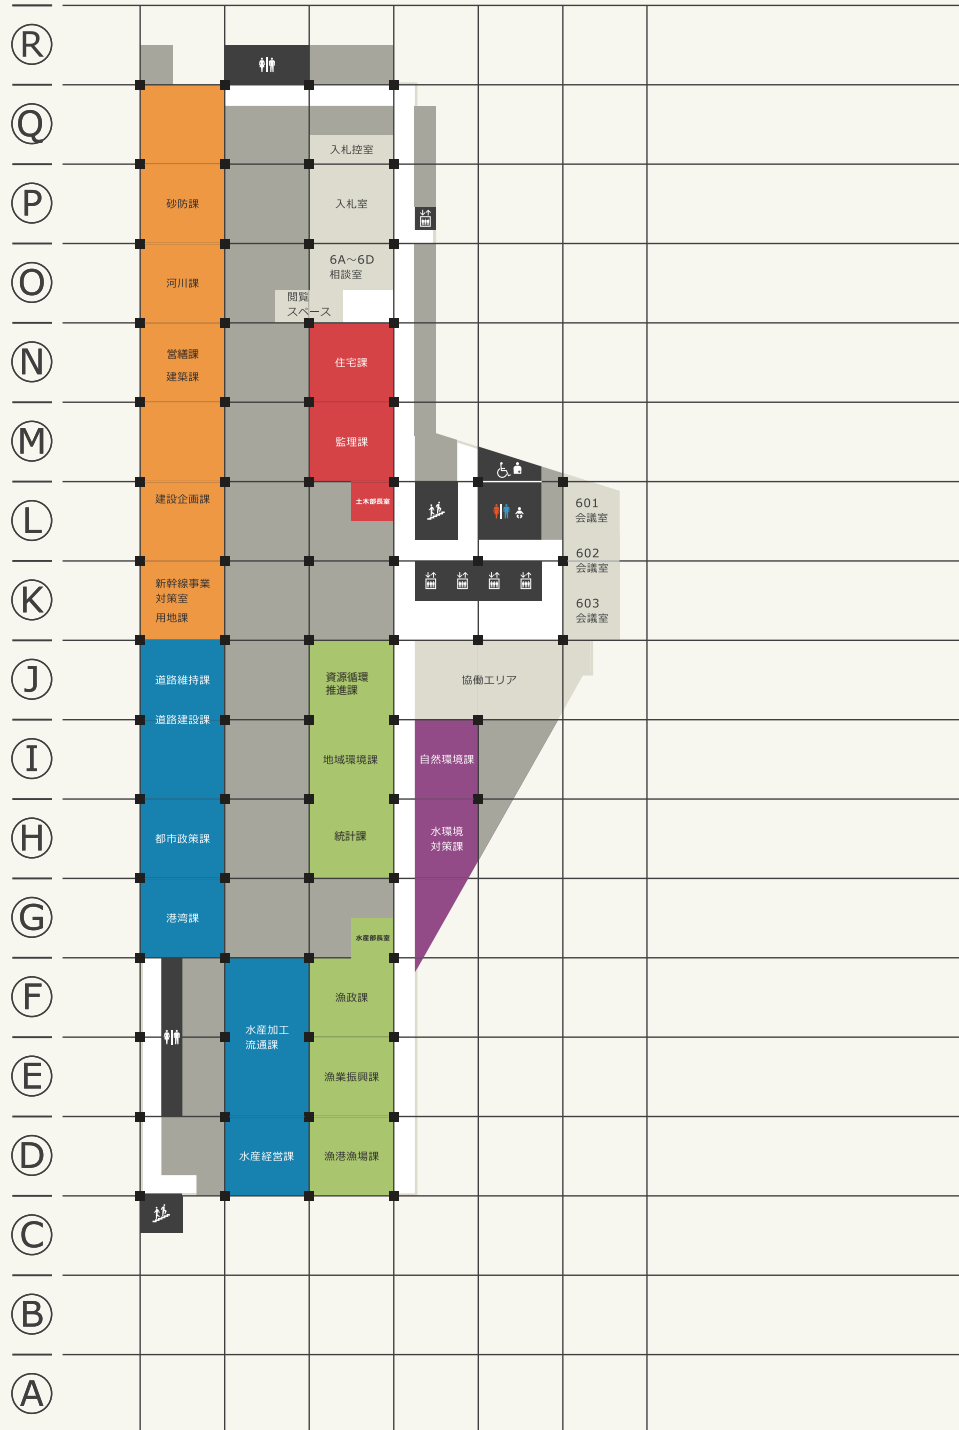 R
Q
入札控室
P
砂防課
入札室
O
6A～6D
相談室
河川課
閲覧
スペース
N
営繕課
建築課
住宅課
M
監理課
L
建設企画課
土木部長室
601
会議室
602
会議室
K
新幹線事業
対策室
用地課
603
会議室
J
道路維持課
資源循環
推進課
協働エリア
道路建設課
I
地域環境課
自然環境課
H
都市政策課
統計課
水環境
対策課
G
港湾課
水産部長室
F
漁政課
水産加工
流通課
E
漁業振興課
D
水産経営課
漁港漁場課
C
B
A